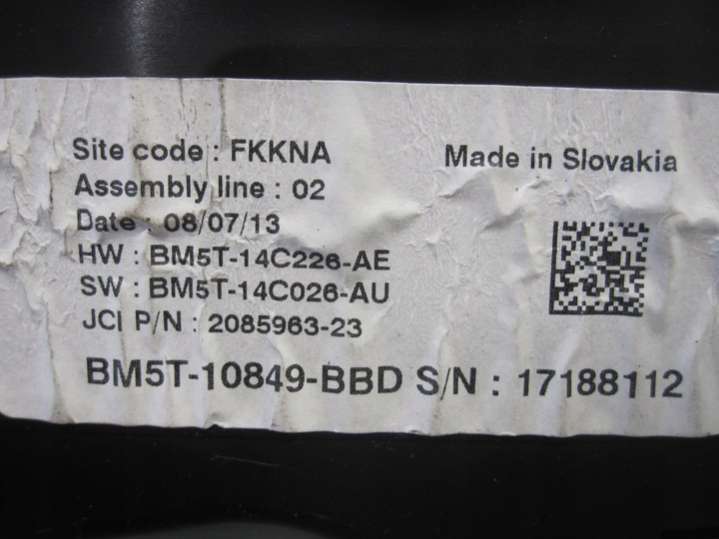 Site code : FKKNA
Made in Slovakia
Assembly line : 02
Date : 08/07/13
HW : BM5T-14C226-AE
SW : BM5T-14C026-AU
JCI P/N : 2085963-23
BM5T-10849-BBD S/N : 17188112